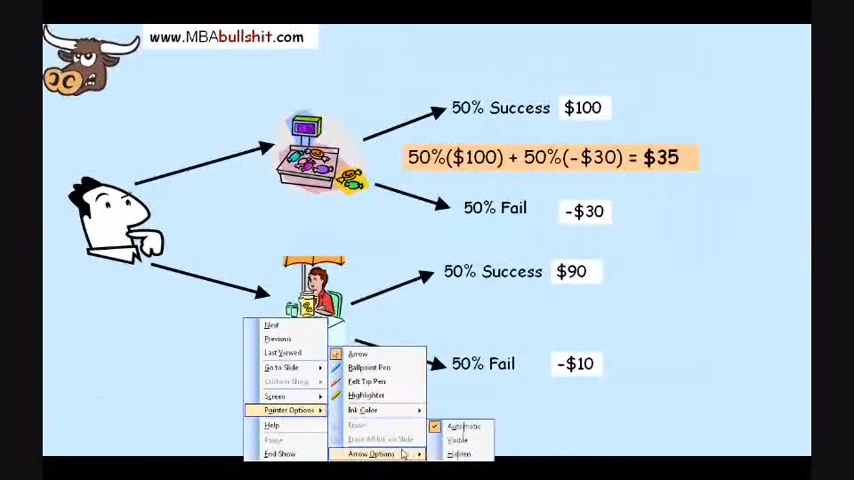 www.MBAbullshit.com
50% Success $100
50%($100) + 50%(-$30) = $35
50% Fail -$30
50% Success $90
50% Fail -$10
Next
Previous
Last Viewed
Go to Slide
Custom Show
Screen
Pointer Options
Help
Pause
End Show
Arrow
Ballpoint Pen
Felt Tip Pen
Highlighter
Ink Color
Eraser
Erase All Ink on Slide
Arrow Options
Automatic
Visible
Hidden